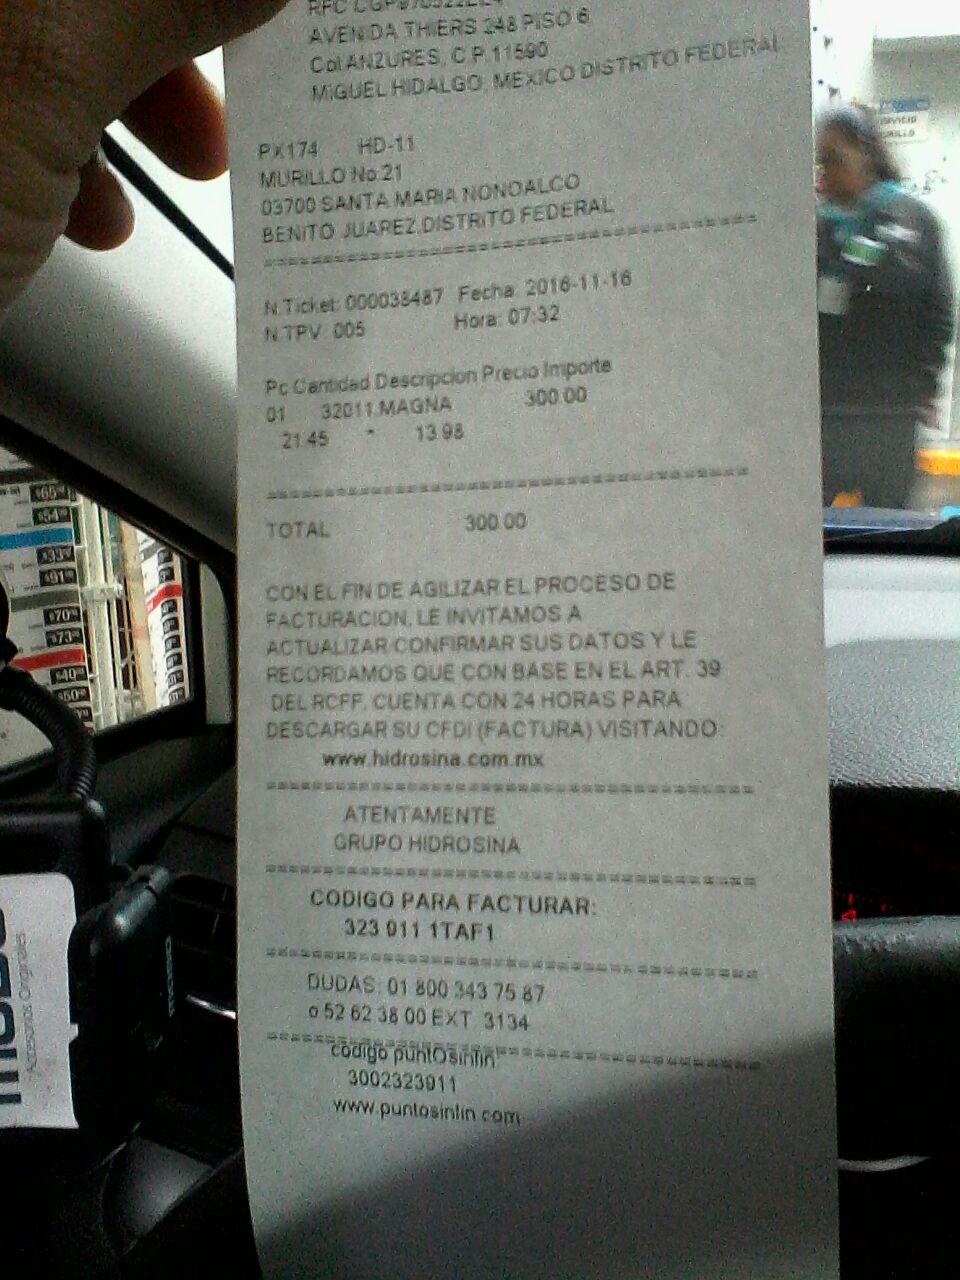 AVENIDA THIERS 248 PISO 6
Col ANZURES, C.P. 11590
MIGUEL HIDALGO, MEXICO DISTRITO FEDERAL
PX174 HD-11
MURILLO No.21
03700 SANTA MARIA NONOALCO
BENITO JUAREZ,DISTRITO FEDERAL
N.Ticket: 000038487 Fecha: 2016-11-16
N.TPV: 005 Hora: 07:32
Pc Cantidad Descripcion Precio Importe
01 32011 MAGNA 300.00
21.45 * 13.98
TOTAL 300.00
CON EL FIN DE AGILIZAR EL PROCESO DE
FACTURACION, LE INVITAMOS A
ACTUALIZAR CONFIRMAR SUS DATOS Y LE
RECORDAMOS QUE CON BASE EN EL ART. 39
DEL RCFF, CUENTA CON 24 HORAS PARA
DESCARGAR SU CFDI (FACTURA) VISITANDO:
www.hidrosina.com.mx
ATENTAMENTE
GRUPO HIDROSINA
CODIGO PARA FACTURAR:
323 011 1TAF1
DUDAS: 01 800 343 75 87
o 52 62 38 00 EXT. 3134
codigo puntOsinfin:
3002323911
www.puntosinfin.com
Accesorios Originales